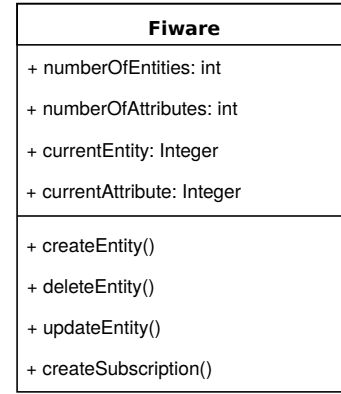 Fiware
+ numberOfEntities: int
+ numberOfAttributes: int
+ currentEntity: Integer
+ currentAttribute: Integer
+ createEntity()
+ deleteEntity()
+ updateEntity()
+ createSubscription()